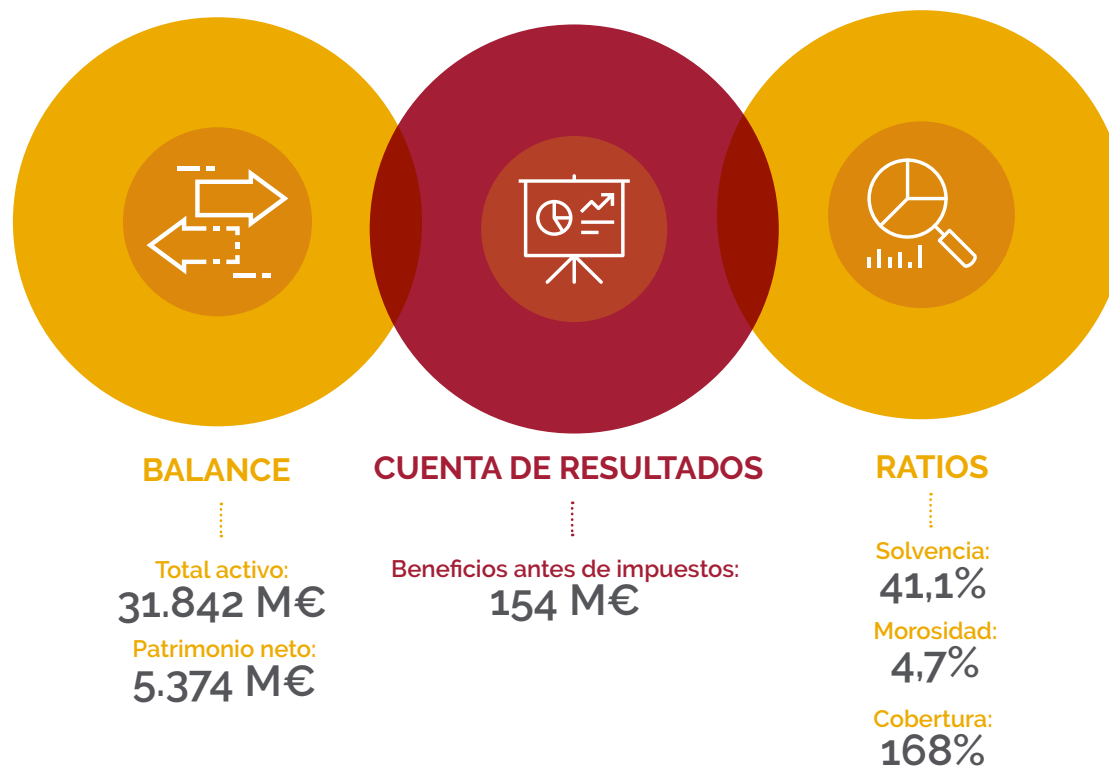 BALANCE
Total activo:
31.842 M€
Patrimonio neto:
5.374 M€
CUENTA DE RESULTADOS
Beneficios antes de impuestos:
154 M€
RATIOS
Solvencia:
41,1%
Morosidad:
4,7%
Cobertura:
168%